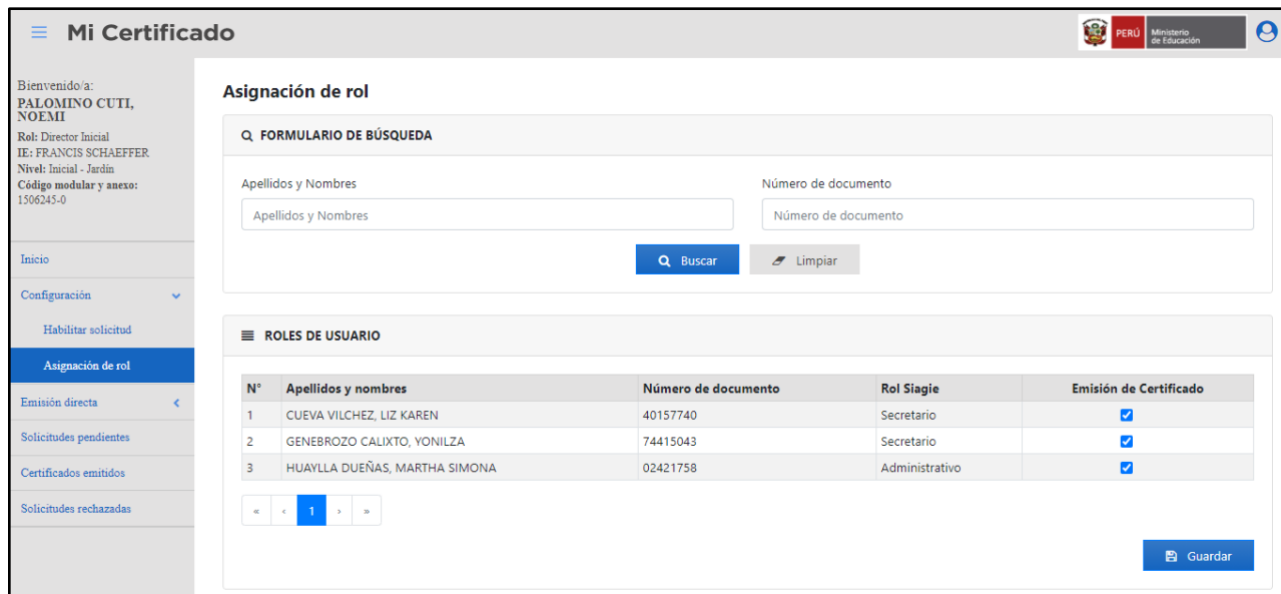 Mi Certificado
PERÚ
Ministerio
de Educación
Bienvenido/a:
PALOMINO CUTI,
NOEMI
Rol: Director Inicial
IE: FRANCIS SCHAEFFER
Nivel: Inicial - Jardín
Código modular y anexo:
1506245-0
Inicio
Configuración
Habilitar solicitud
Asignación de rol
Emisión directa
Solicitudes pendientes
Certificados emitidos
Solicitudes rechazadas
Asignación de rol
FORMULARIO DE BÚSQUEDA
Apellidos y Nombres Número de documento
Apellidos y Nombres Número de documento
Buscar Limpiar
ROLES DE USUARIO
N° Apellidos y nombres Número de documento Rol Siagie Emisión de Certificado
1 CUEVA VILCHEZ, LIZ KAREN 40157740 Secretario
2 GENEBROZO CALIXTO, YONILZA 74415043 Secretario
3 HUAYLLA DUEÑAS, MARTHA SIMONA 02421758 Administrativo
« ‹ 1 › »
Guardar